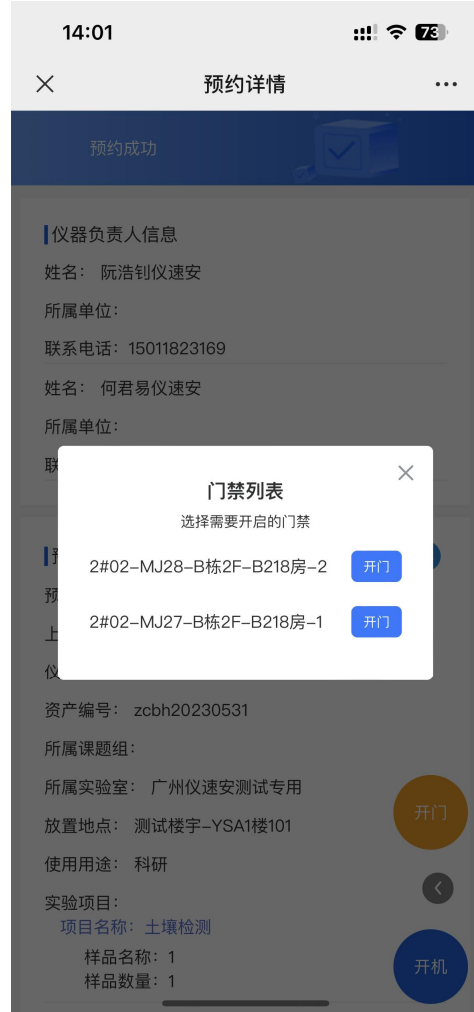 14:01
73
预约详情
预约成功
仪器负责人信息
姓名： 阮浩钊仪速安
所属单位：
联系电话：15011823169
姓名： 何君易仪速安
所属单位：
联
门禁列表
选择需要开启的门禁
2#02-MJ28-B栋2F-B218房-2 开门
2#02-MJ27-B栋2F-B218房-1 开门
预
上
仪
资产编号： zcbh20230531
所属课题组：
所属实验室： 广州仪速安测试专用
放置地点： 测试楼宇-YSA1楼101
开门
使用用途： 科研
实验项目：
项目名称：土壤检测
样品名称：1
样品数量：1
开机